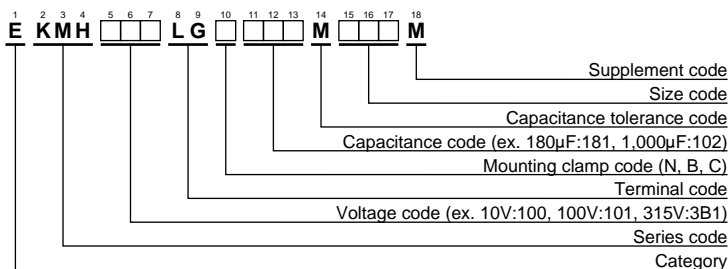 1 2 3 4 5 6 7 8 9 10 11 12 13 14 15 16 17 18
E K M H □ □ □ L G □ □ □ □ M □ □ □ M
Supplement code
Size code
Capacitance tolerance code
Capacitance code (ex. 180μF:181, 1,000μF:102)
Mounting clamp code (N, B, C)
Terminal code
Voltage code (ex. 10V:100, 100V:101, 315V:3B1)
Series code
Category